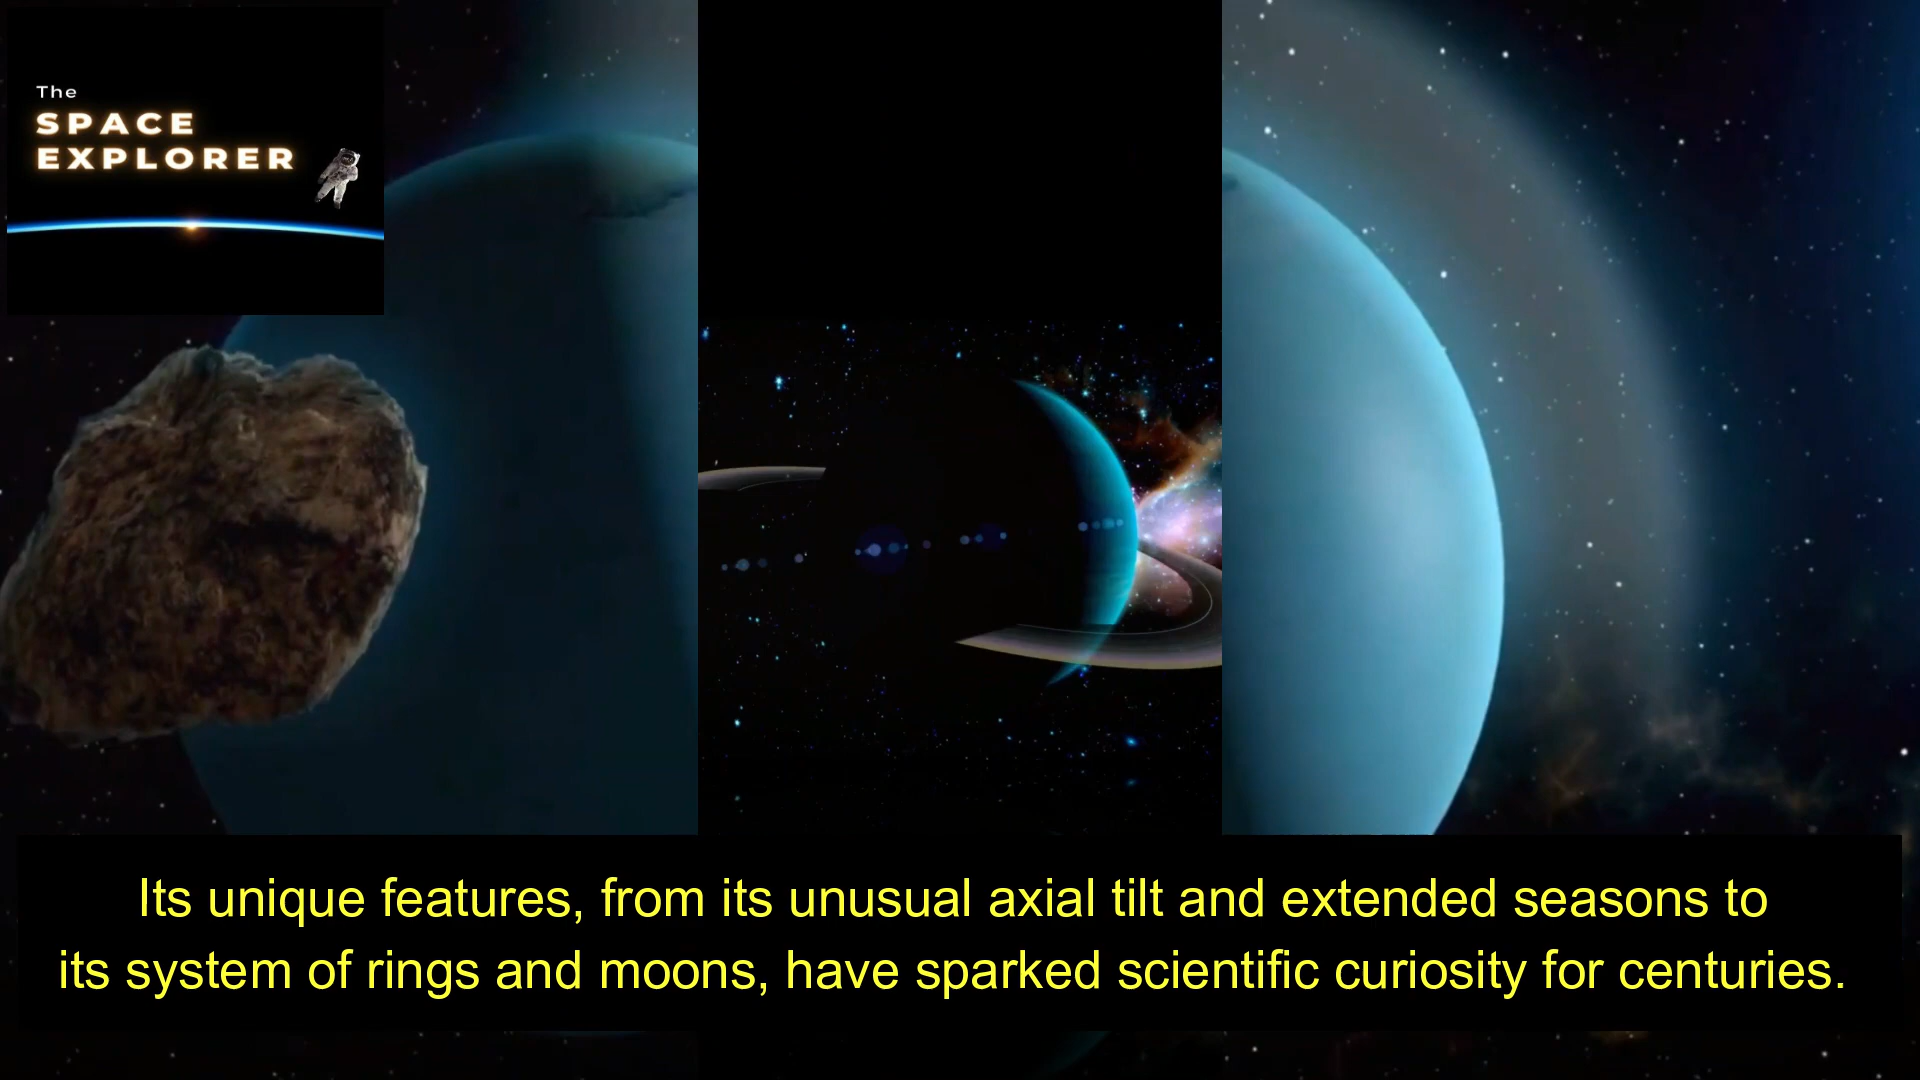 The
SPACE
EXPLORER
Its unique features, from its unusual axial tilt and extended seasons to
its system of rings and moons, have sparked scientific curiosity for centuries.